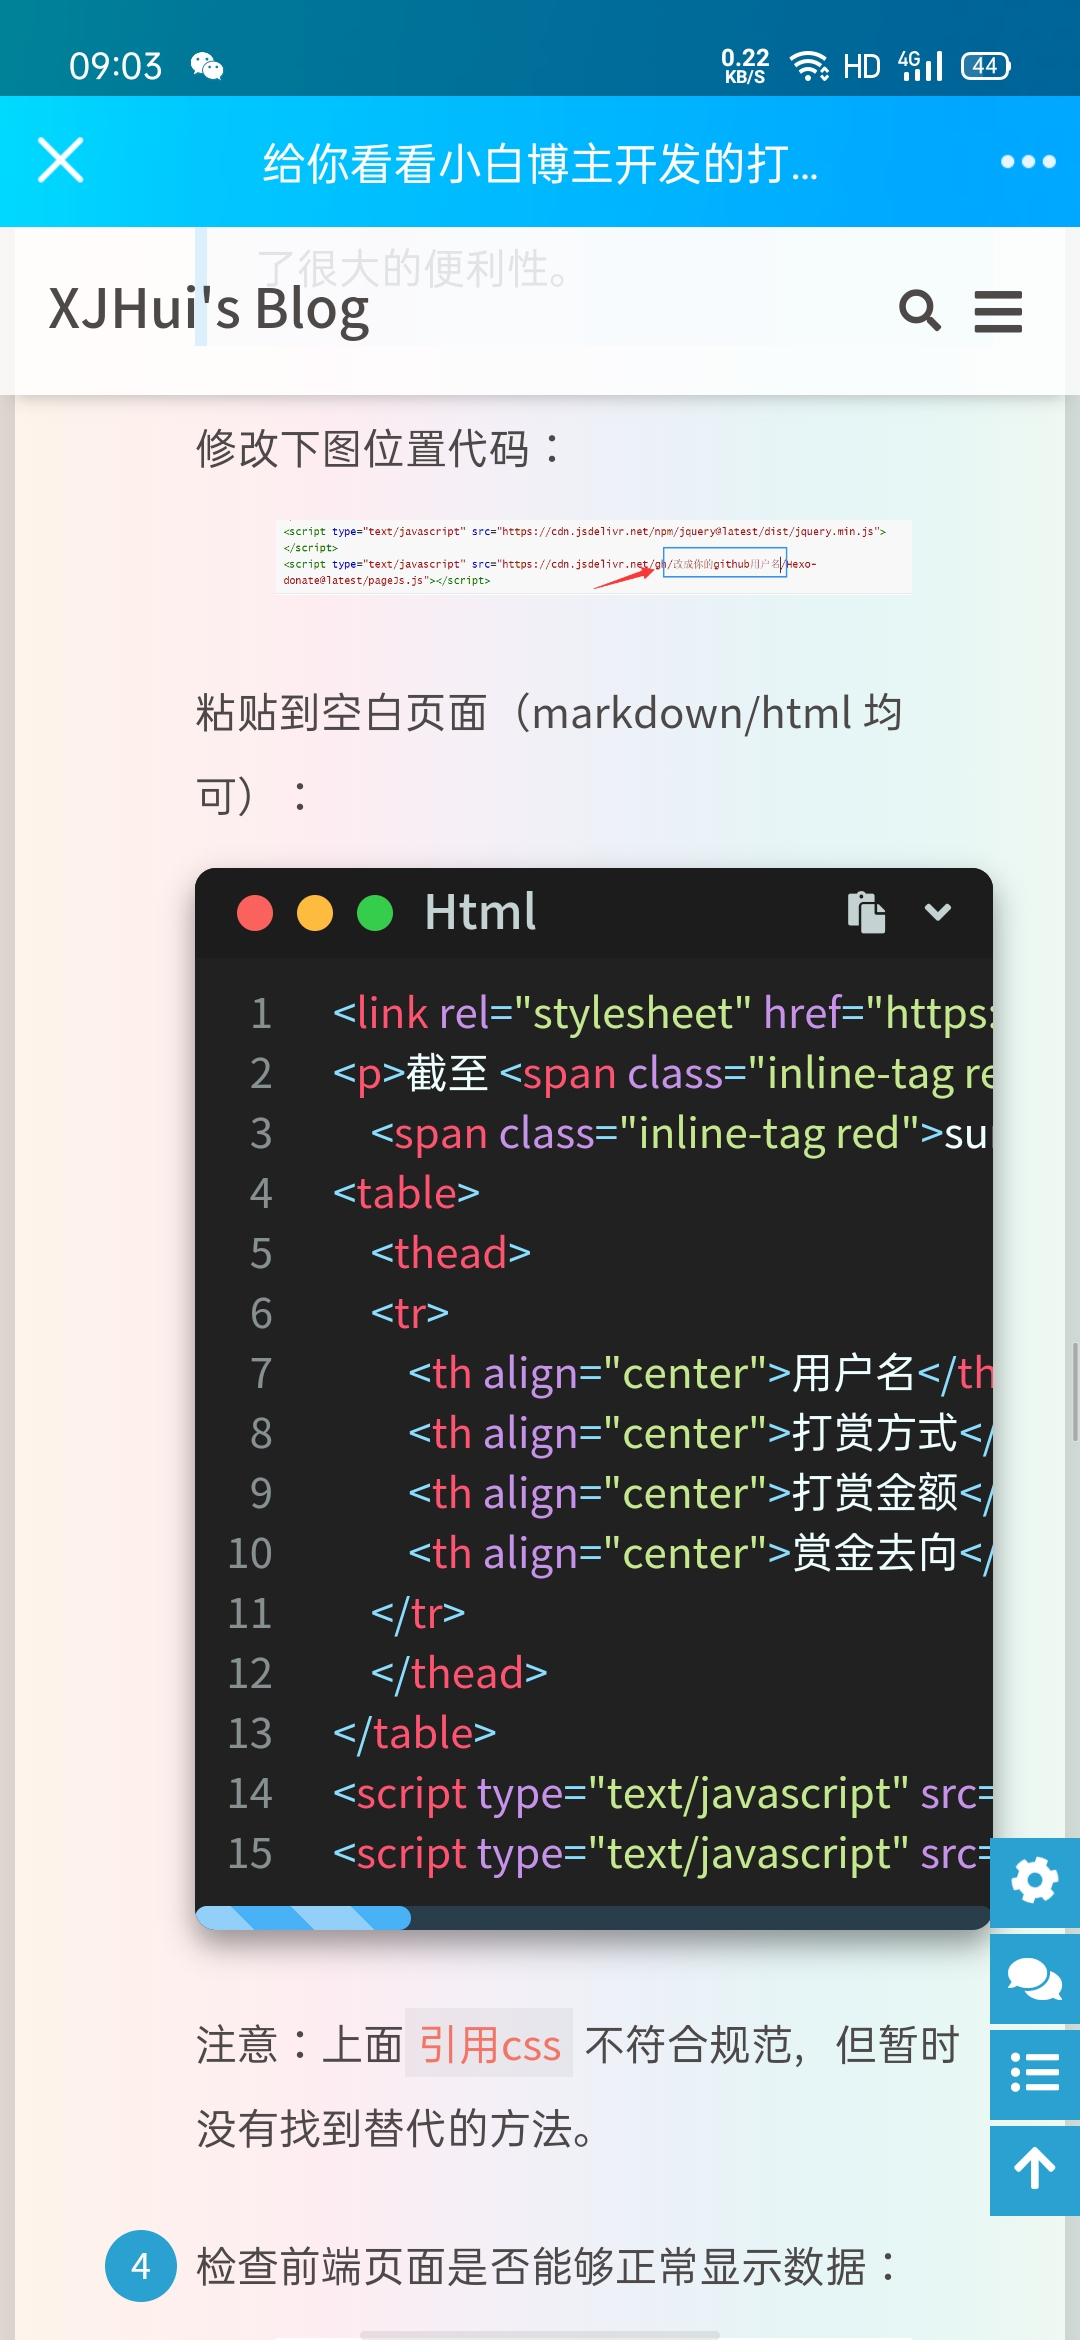 09:03
0.22
KB/S
HD
4G
44
给你看看小白博主开发的打...
了很大的便利性。
XJHui's Blog
修改下图位置代码：
<script type="text/javascript" src="https://cdn.jsdelivr.net/npm/jquery@latest/dist/jquery.min.js">
</script>
<script type="text/javascript" src="https://cdn.jsdelivr.net/gh/改成你的github用户名/Hexo-
donate@latest/pageJs.js"></script>
粘贴到空白页面（markdown/html 均
可）：
Html
1 <link rel="stylesheet" href="https:
2 <p>截至 <span class="inline-tag re
3 <span class="inline-tag red">su
4 <table>
5 <thead>
6 <tr>
7 <th align="center">用户名</th
8 <th align="center">打赏方式</
9 <th align="center">打赏金额</
10 <th align="center">赏金去向</
11 </tr>
12 </thead>
13 </table>
14 <script type="text/javascript" src=
15 <script type="text/javascript" src=
注意：上面 引用css 不符合规范，但暂时
没有找到替代的方法。
4 检查前端页面是否能够正常显示数据：